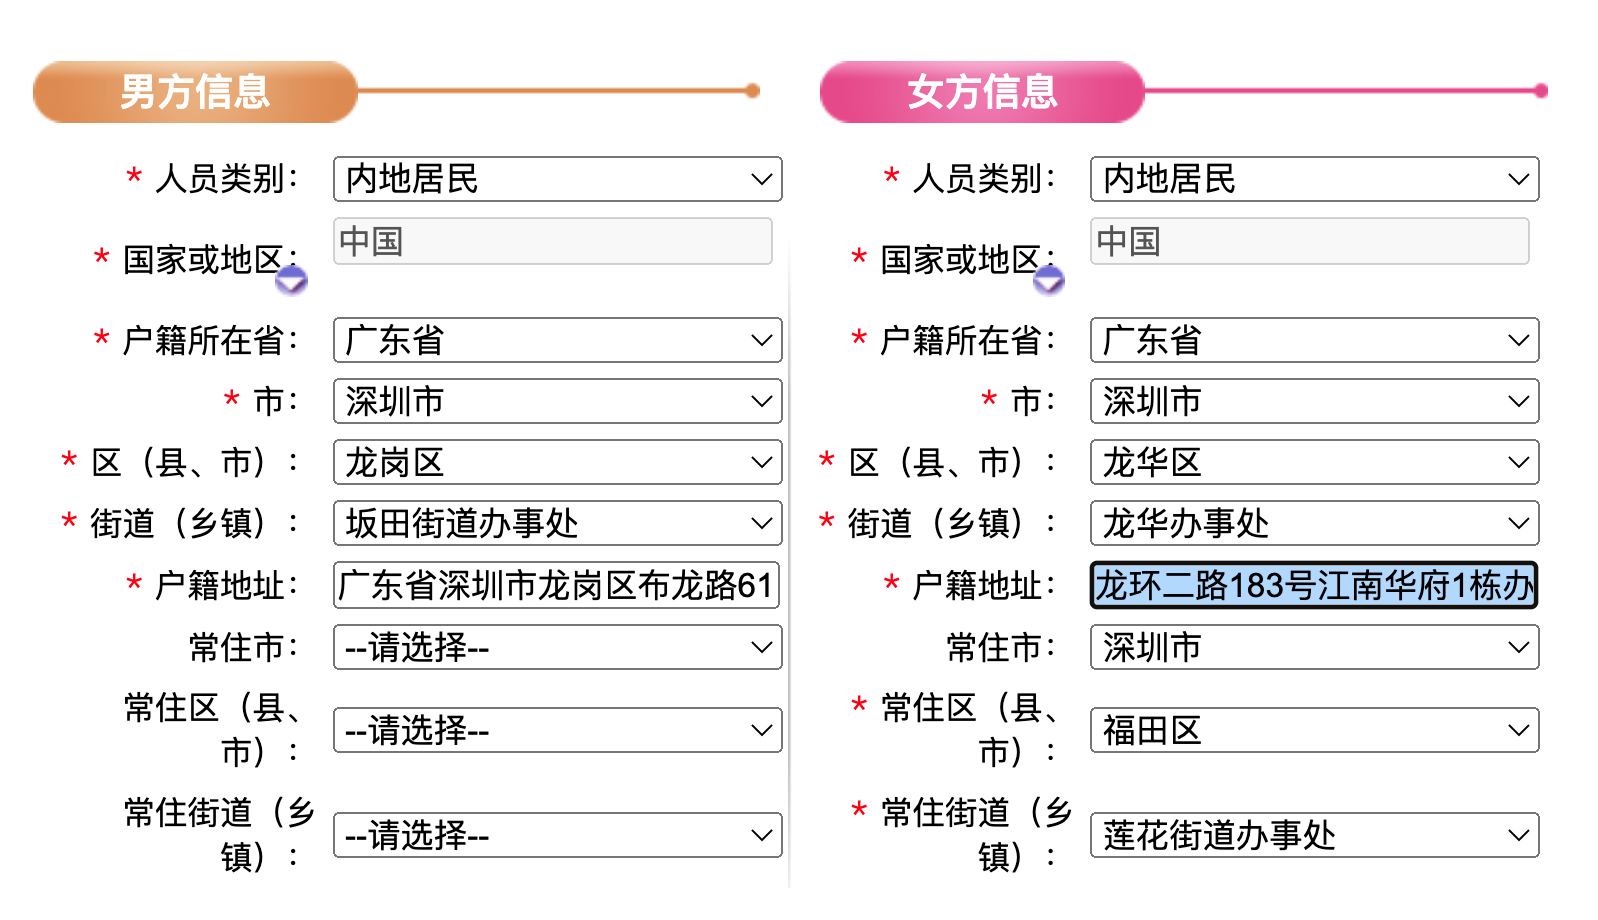 男方信息
* 人员类别： 内地居民
* 国家或地区： 中国
* 户籍所在省： 广东省
* 市： 深圳市
* 区（县、市）： 龙岗区
* 街道（乡镇）： 坂田街道办事处
* 户籍地址： 广东省深圳市龙岗区布龙路61
常住市： --请选择--
常住区（县、
市）： --请选择--
常住街道（乡
镇）： --请选择--
女方信息
* 人员类别： 内地居民
* 国家或地区： 中国
* 户籍所在省： 广东省
* 市： 深圳市
* 区（县、市）： 龙华区
* 街道（乡镇）： 龙华办事处
* 户籍地址： 龙环二路183号江南华府1栋办
常住市： 深圳市
* 常住区（县、
市）： 福田区
* 常住街道（乡
镇）： 莲花街道办事处